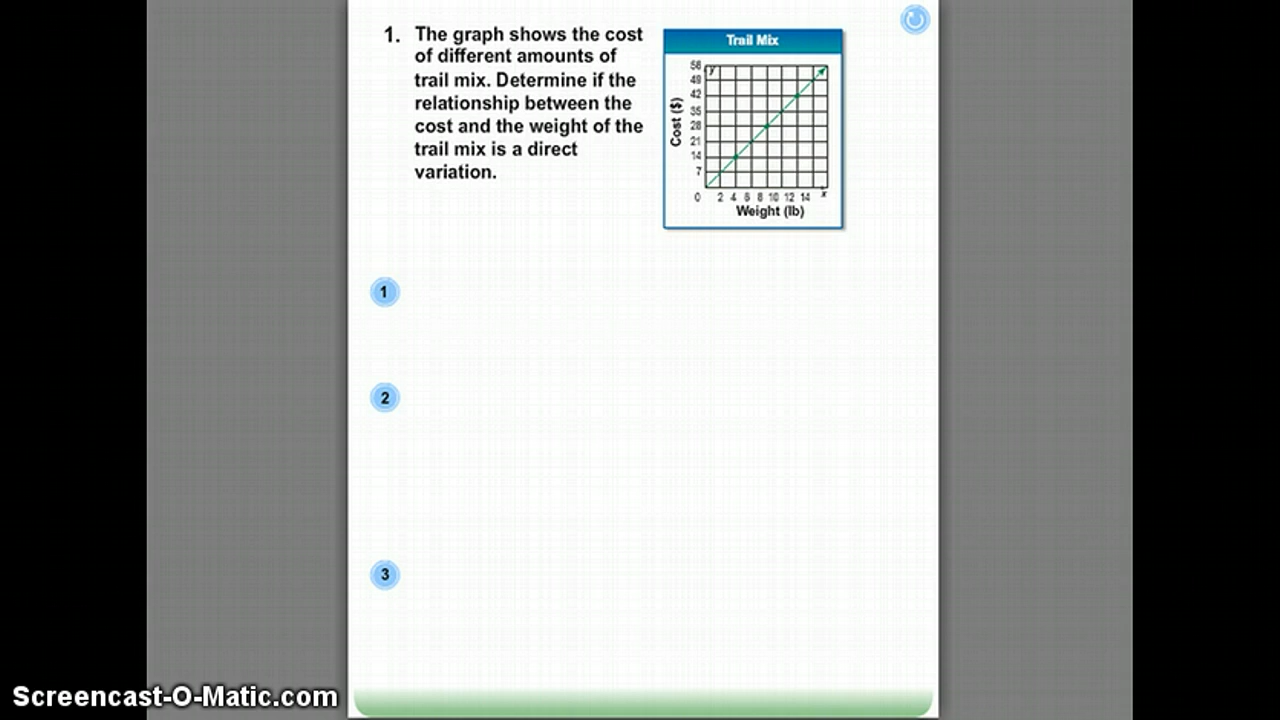 1. The graph shows the cost
of different amounts of
trail mix. Determine if the
relationship between the
cost and the weight of the
trail mix is a direct
variation.
Trail Mix
Cost ($)
56
49
42
35
28
21
14
7
0
y
2 4 6 8 10 12 14
x
Weight (lb)
1
2
3
Screencast-O-Matic.com